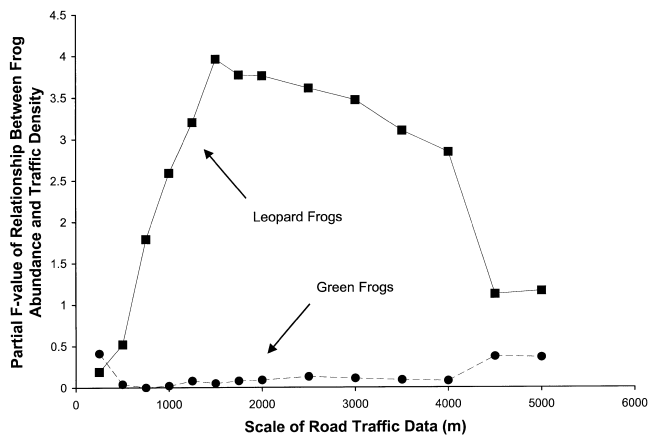 Partial F-value of Relationship Between Frog
Abundance and Traffic Density
4.5
4
3.5
3
2.5
2
1.5
1
0.5
0
Leopard Frogs
Green Frogs
0 1000 2000 3000 4000 5000 6000
Scale of Road Traffic Data (m)